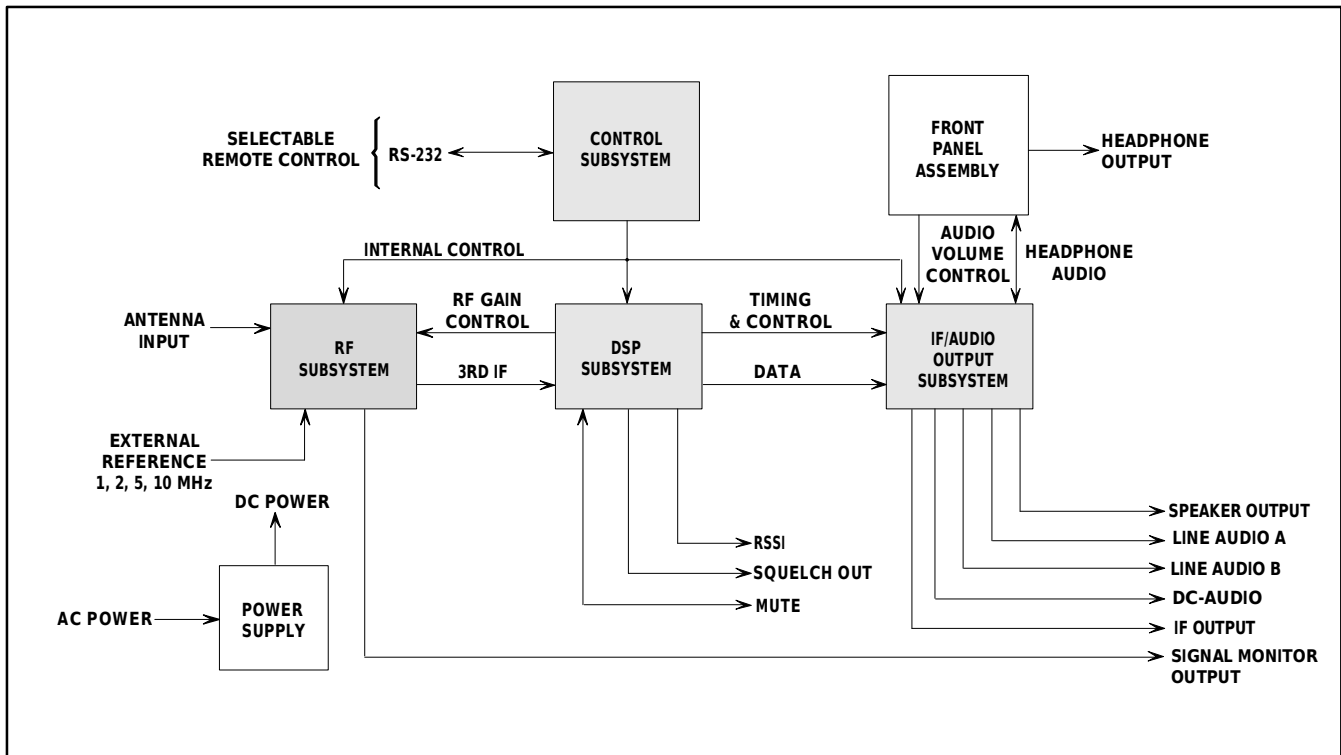 SELECTABLE
REMOTE CONTROL
RS-232
CONTROL
SUBSYSTEM
FRONT
PANEL
ASSEMBLY
HEADPHONE
OUTPUT
INTERNAL CONTROL
AUDIO
VOLUME
CONTROL
HEADPHONE
AUDIO
ANTENNA
INPUT
RF
SUBSYSTEM
RF GAIN
CONTROL
3RD IF
DSP
SUBSYSTEM
TIMING
& CONTROL
DATA
IF/AUDIO
OUTPUT
SUBSYSTEM
EXTERNAL
REFERENCE
1, 2, 5, 10 MHz
DC POWER
AC POWER
POWER
SUPPLY
RSSI
SQUELCH OUT
MUTE
SPEAKER OUTPUT
LINE AUDIO A
LINE AUDIO B
DC-AUDIO
IF OUTPUT
SIGNAL MONITOR
OUTPUT